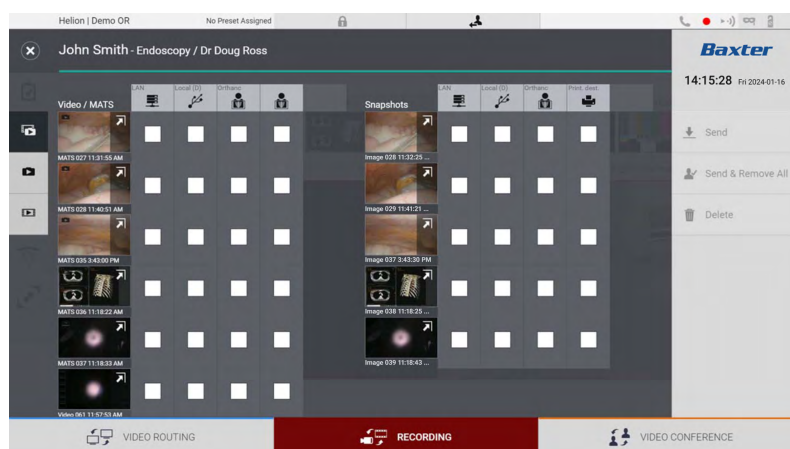 Helion | Demo OR
No Preset Assigned
John Smith - Endoscopy / Dr Doug Ross
Baxter
14:15:28 Fri 2024-01-16
Video / MATS
LAN
Local (D)
Orthanc
Snapshots
LAN
Local (D)
Orthanc
Print. dest.
MATS 027 11:31:55 AM
Image 028 11:32:25 ...
MATS 028 11:40:51 AM
Image 029 11:41:21 ...
MATS 035 3:43:00 PM
Image 037 3:43:30 PM
MATS 036 11:18:22 AM
Image 038 11:18:25 ...
MATS 037 11:18:33 AM
Image 039 11:18:43 ...
Video 061 11:57:53 AM
Send
Send & Remove All
Delete
VIDEO ROUTING
RECORDING
VIDEO CONFERENCE